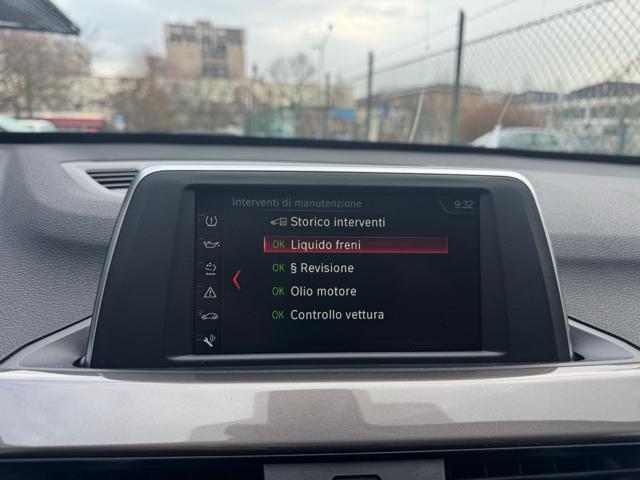 Interventi di manutenzione 9:32
Storico interventi
OK Liquido freni
OK § Revisione
OK Olio motore
OK Controllo vettura